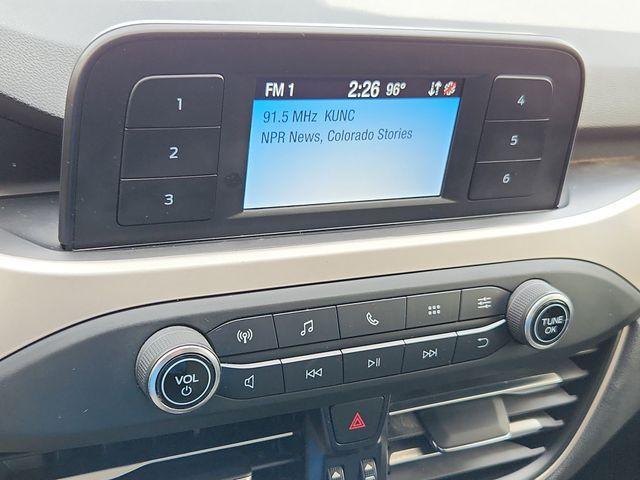 FM 1 2:26 96°
91.5 MHz KUNC
NPR News, Colorado Stories
1
2
3
4
5
6
VOL
TUNE
OK